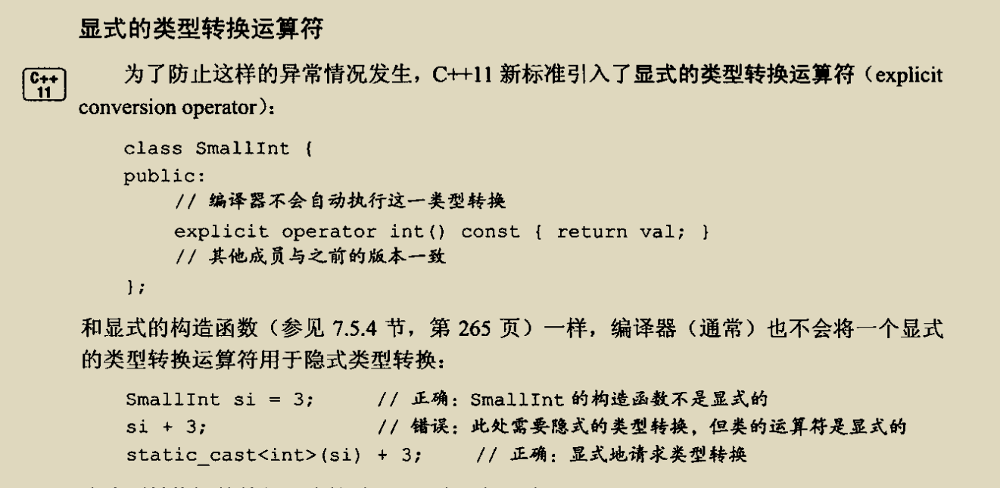 显式的类型转换运算符
C++
11
为了防止这样的异常情况发生，C++11 新标准引入了显式的类型转换运算符（explicit
conversion operator）：
class SmallInt {
public:
// 编译器不会自动执行这一类型转换
explicit operator int() const { return val; }
// 其他成员与之前的版本一致
};
和显式的构造函数（参见 7.5.4 节，第 265 页）一样，编译器（通常）也不会将一个显式
的类型转换运算符用于隐式类型转换：
SmallInt si = 3; // 正确：SmallInt 的构造函数不是显式的
si + 3; // 错误：此处需要隐式的类型转换，但类的运算符是显式的
static_cast<int>(si) + 3; // 正确：显式地请求类型转换